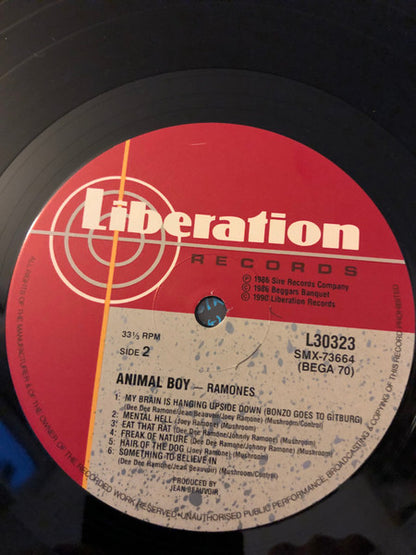 Liberation
RECORDS
℗ 1986 Sire Records Company
© 1986 Beggars Banquet
© 1990 Liberation Records
33⅓ RPM
SIDE 2
L30323
SMX-73664
(BEGA 70)
ANIMAL BOY — RAMONES
1. MY BRAIN IS HANGING UPSIDE DOWN (BONZO GOES TO GITBURG)
(Dee Dee Ramone/Jean Beauvoir/Joey Ramone) (Mushroom/Control)
2. MENTAL HELL (Joey Ramone) (Mushroom)
3. EAT THAT RAT (Dee Dee Ramone/Johnny Ramone) (Mushroom)
4. FREAK OF NATURE (Dee Dee Ramone/Johnny Ramone) (Mushroom)
5. HAIR OF THE DOG (Joey Ramone) (Mushroom)
6. SOMETHING TO BELIEVE IN
(Dee Dee Ramone/Jean Beauvoir) (Mushroom/Control)
PRODUCED BY
JEAN BEAUVOIR
ALL RIGHTS OF THE MANUFACTURER & OF THE OWNER OF THE RECORDED WORK RESERVED • UNAUTHORISED PUBLIC PERFORMANCE, BROADCASTING & COPYING OF THIS RECORD PROHIBITED